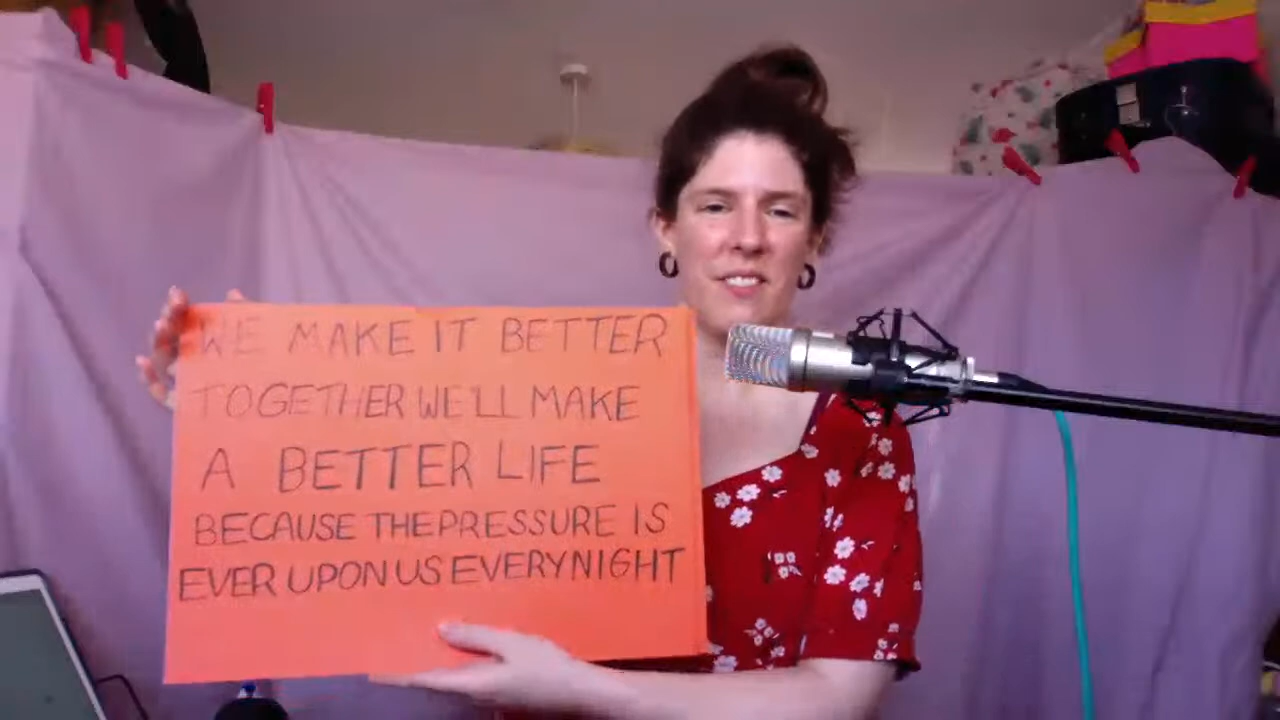 WE MAKE IT BETTER
TOGETHER WE'LL MAKE
A BETTER LIFE
BECAUSE THE PRESSURE IS
EVER UPON US EVERY NIGHT